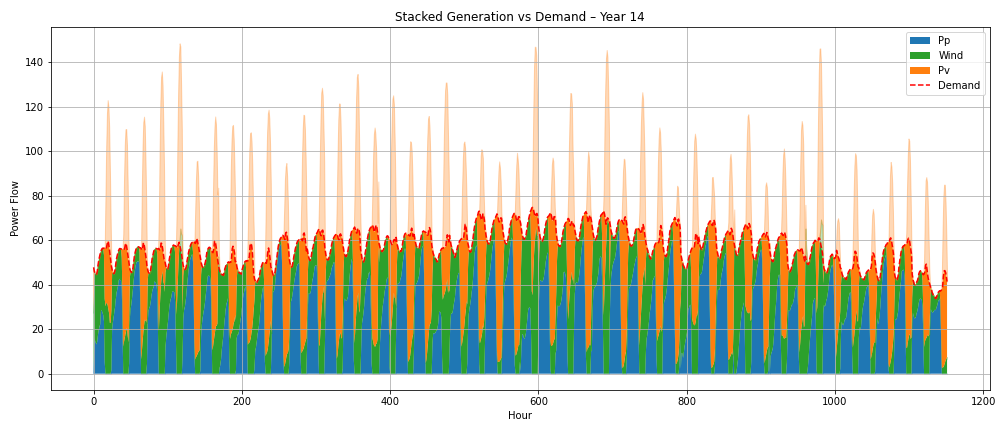 Stacked Generation vs Demand – Year 14
Power Flow
140
120
100
80
60
40
20
0
0 200 400 600 800 1000 1200
Hour
Pp
Wind
Pv
Demand